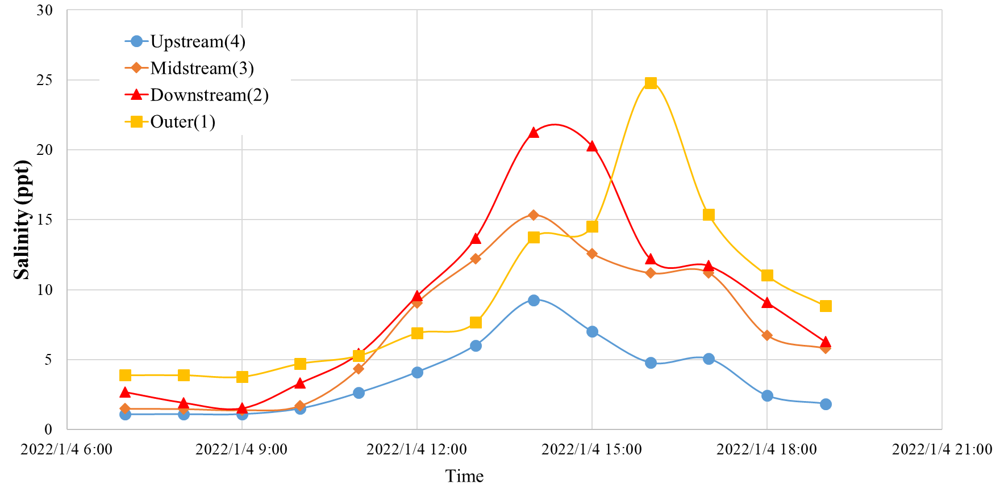 30
25
20
15
10
5
0
Salinity (ppt)
Upstream(4)
Midstream(3)
Downstream(2)
Outer(1)
2022/1/4 6:00 2022/1/4 9:00 2022/1/4 12:00 2022/1/4 15:00 2022/1/4 18:00 2022/1/4 21:00
Time